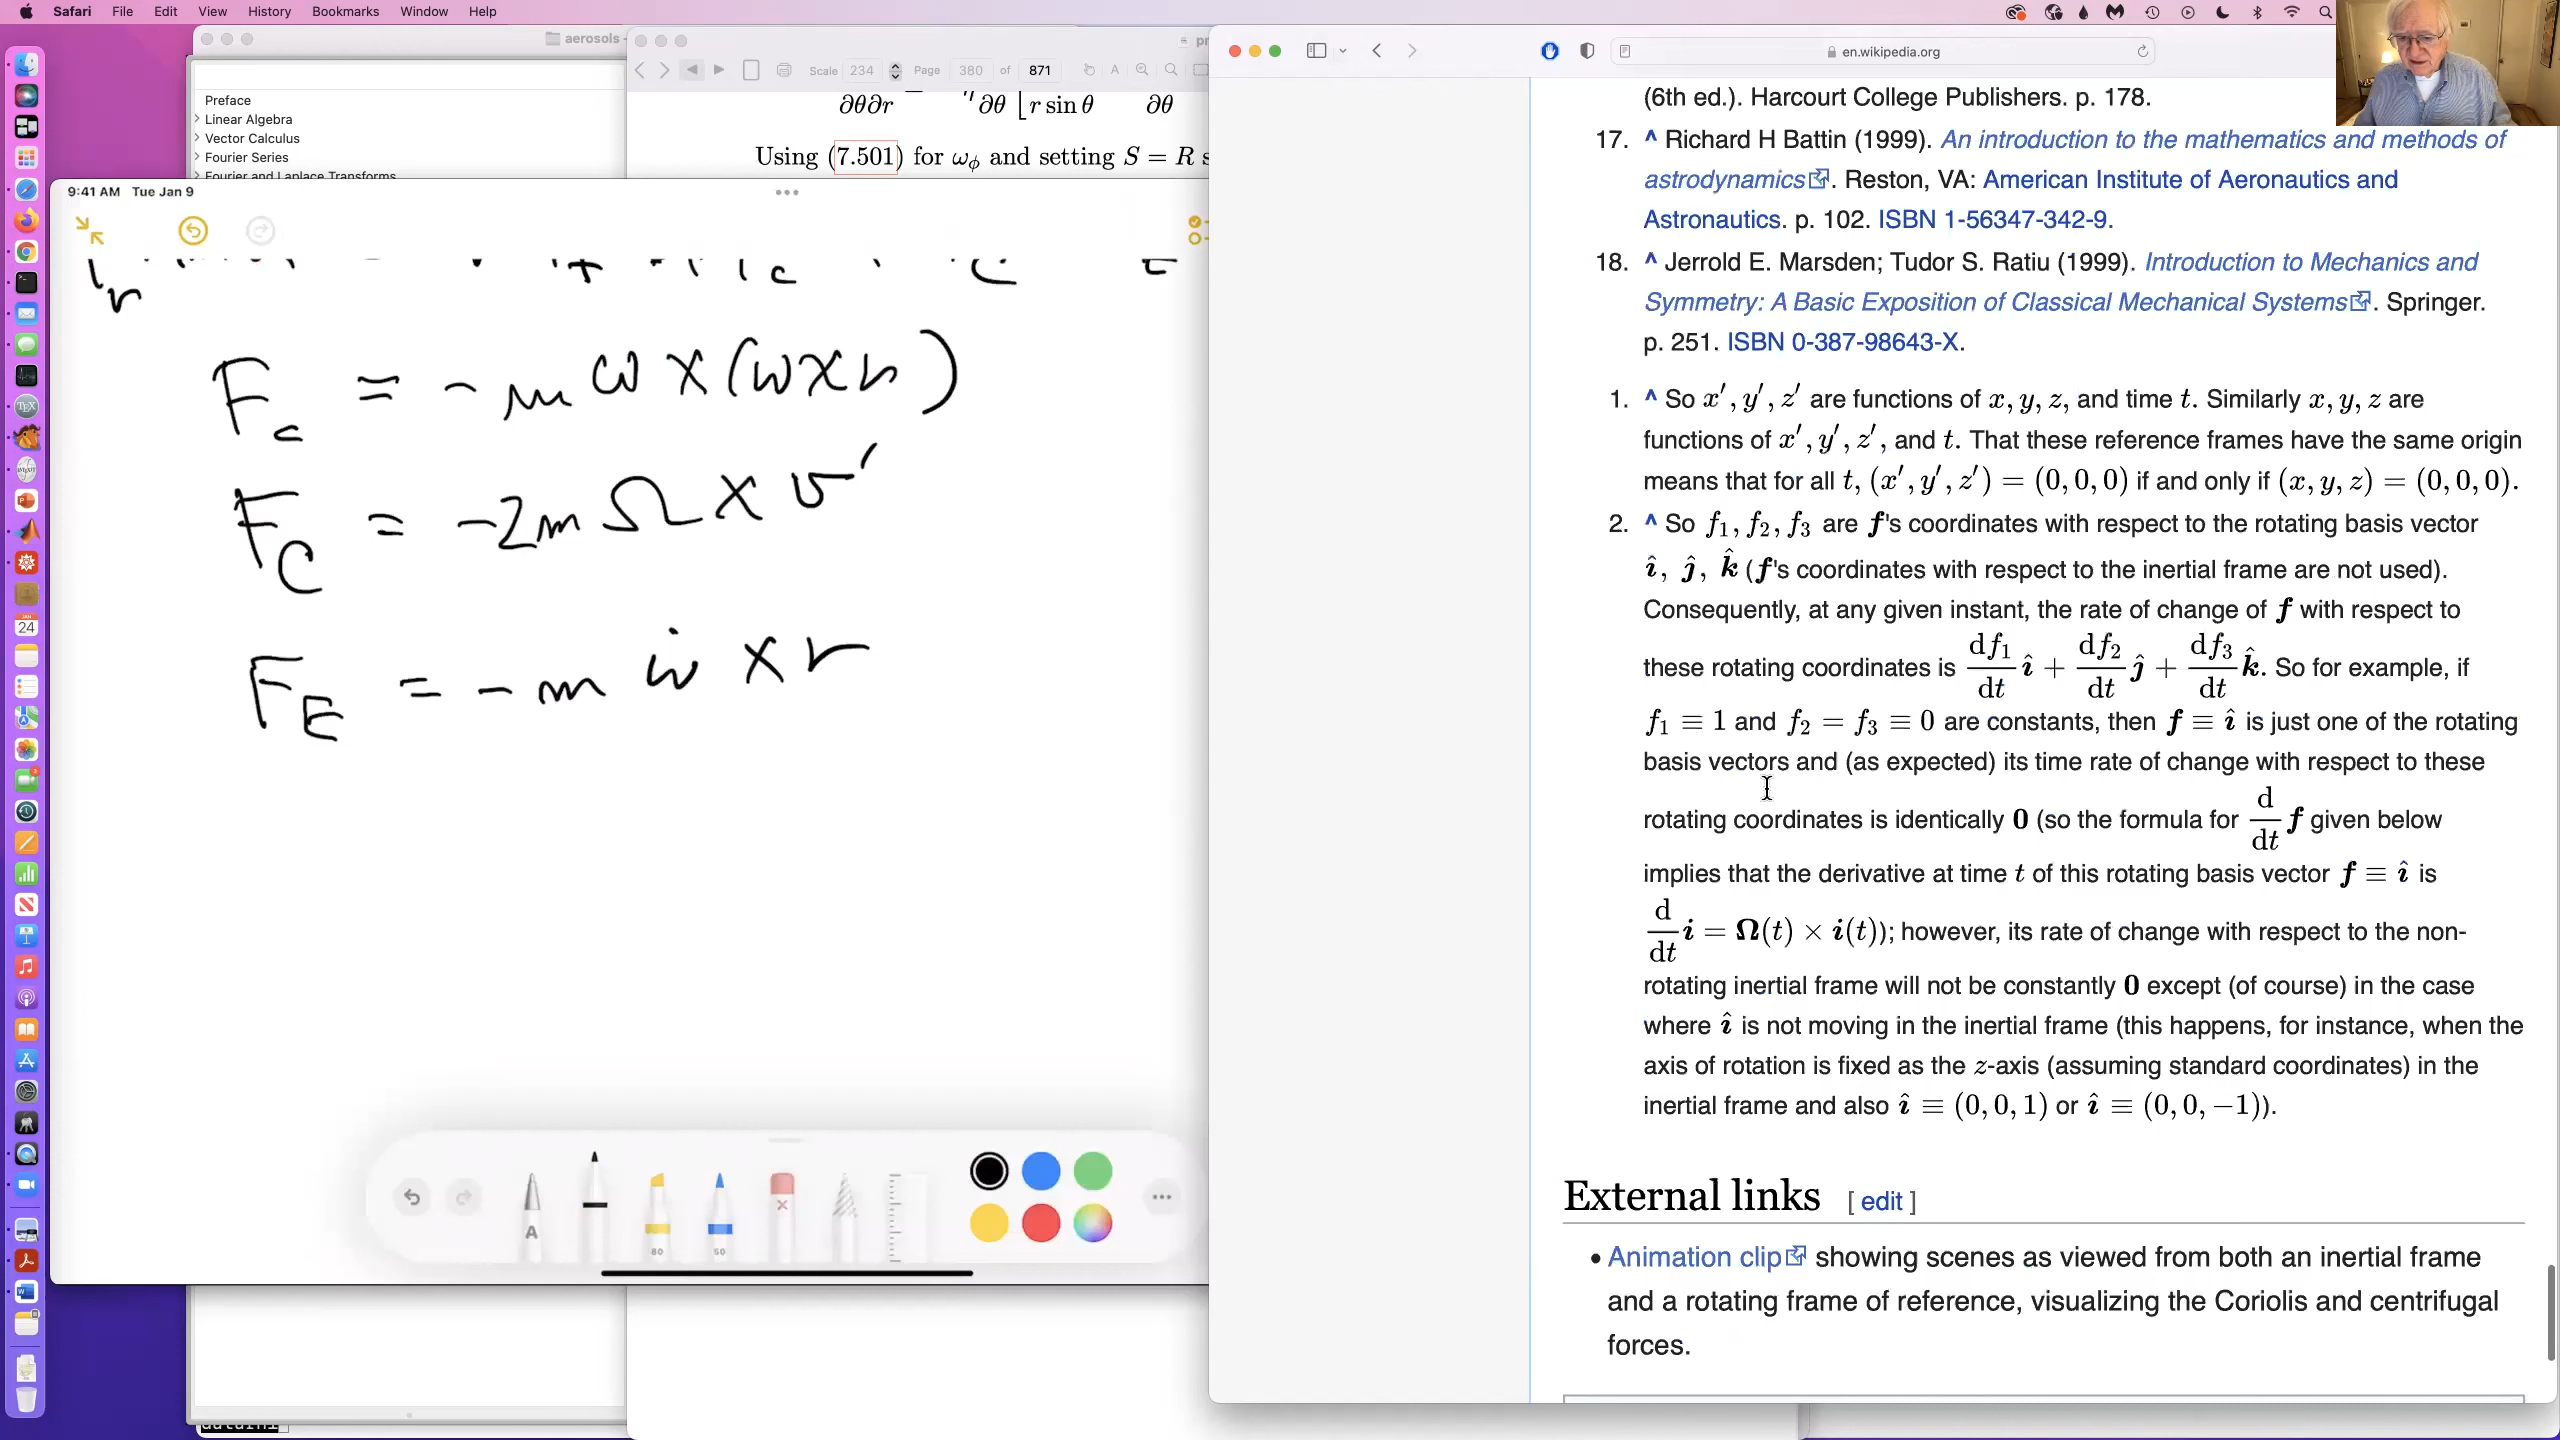 Safari File Edit View History Bookmarks Window Help
aerosols
Preface
Linear Algebra
Vector Calculus
Fourier Series
Fourier and Laplace Transforms
Scale 234 Page 380 of 871
∂θ∂r ∂θ [ r sin θ ∂θ
Using (7.501) for ω_ϕ and setting S = R s
9:41 AM Tue Jan 9
F_c = - m ω × (ω × r)
F_C = -2m Ω × v′
F_E = - m ω̇ × r
A 80 50
en.wikipedia.org
(6th ed.). Harcourt College Publishers. p. 178.
17. ^ Richard H Battin (1999). An introduction to the mathematics and methods of
astrodynamics. Reston, VA: American Institute of Aeronautics and
Astronautics. p. 102. ISBN 1-56347-342-9.
18. ^ Jerrold E. Marsden; Tudor S. Ratiu (1999). Introduction to Mechanics and
Symmetry: A Basic Exposition of Classical Mechanical Systems. Springer.
p. 251. ISBN 0-387-98643-X.
1. ^ So x′, y′, z′ are functions of x, y, z, and time t. Similarly x, y, z are
functions of x′, y′, z′, and t. That these reference frames have the same origin
means that for all t, (x′, y′, z′) = (0, 0, 0) if and only if (x, y, z) = (0, 0, 0).
2. ^ So f₁, f₂, f₃ are f's coordinates with respect to the rotating basis vector
î, ĵ, k̂ (f's coordinates with respect to the inertial frame are not used).
Consequently, at any given instant, the rate of change of f with respect to
these rotating coordinates is df₁/dt î + df₂/dt ĵ + df₃/dt k̂. So for example, if
f₁ ≡ 1 and f₂ = f₃ ≡ 0 are constants, then f ≡ î is just one of the rotating
basis vectors and (as expected) its time rate of change with respect to these
rotating coordinates is identically 0 (so the formula for d/dt f given below
implies that the derivative at time t of this rotating basis vector f ≡ î is
d/dt i = Ω(t) × i(t)); however, its rate of change with respect to the non-
rotating inertial frame will not be constantly 0 except (of course) in the case
where î is not moving in the inertial frame (this happens, for instance, when the
axis of rotation is fixed as the z-axis (assuming standard coordinates) in the
inertial frame and also î ≡ (0, 0, 1) or î ≡ (0, 0, −1)).
External links [ edit ]
• Animation clip showing scenes as viewed from both an inertial frame
and a rotating frame of reference, visualizing the Coriolis and centrifugal
forces.